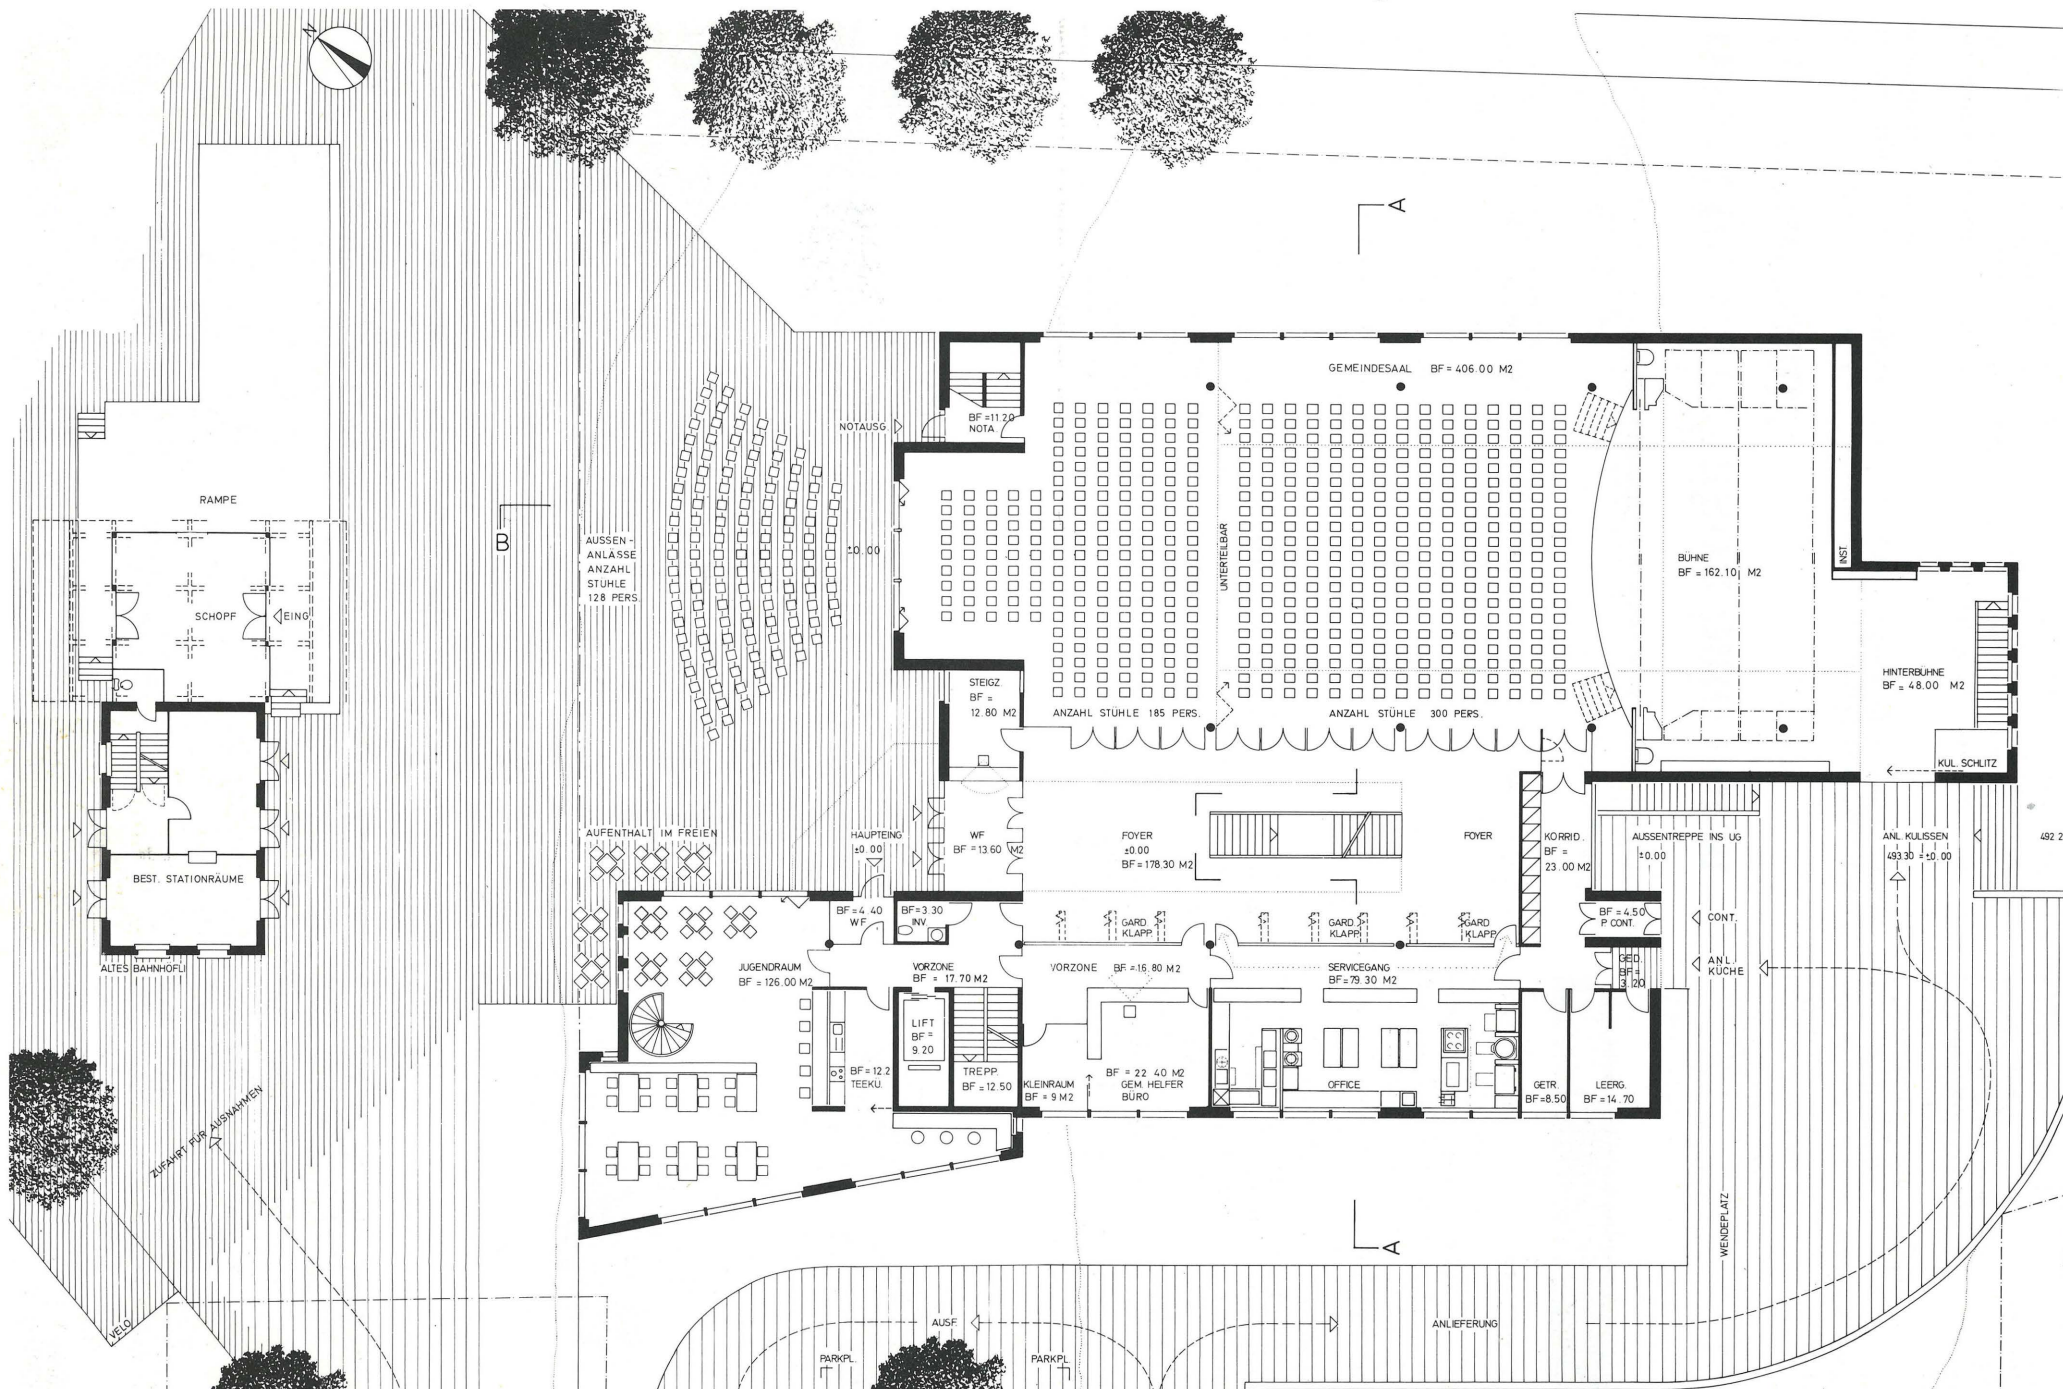 N
A
GEMEINDESAAL BF = 406.00 M2
NOTAUSG.
BF = 11.20
NOTA.
RAMPE
B
AUSSEN-
ANLÄSSE
ANZAHL
STÜHLE
128 PERS.
±0.00
UNTERTEILBAR
BÜHNE
BF = 162.10 M2
INST.
SCHOPF
EING
STEIGZ.
BF =
12.80 M2
ANZAHL STÜHLE 185 PERS.
ANZAHL STÜHLE 300 PERS.
HINTERBÜHNE
BF = 48.00 M2
KUL. SCHLITZ
AUFENTHALT IM FREIEN
HAUPTEING
±0.00
WF
BF = 13.60 M2
FOYER
±0.00
BF = 178.30 M2
FOYER
KORRID.
BF =
23.00 M2
AUSSENTREPPE INS UG
±0.00
ANL. KULISSEN
493.30 = ±0.00
492 2
BEST. STATIONRÄUME
ALTES BAHNHÖFLI
BF = 4.40
WF
BF = 3.30
INV
GARD
KLAPP.
GARD.
KLAPP.
GARD
KLAPP.
BF = 4.50
P. CONT.
CONT.
JUGENDRAUM
BF = 126.00 M2
VORZONE
BF = 17.70 M2
VORZONE BF = 16.80 M2
SERVICEGANG
BF = 79.30 M2
GED.
BF =
3.20
ANL.
KÜCHE
LIFT
BF =
9.20
BF = 12.2
TEEKÜ.
TREPP.
BF = 12.50
KLEINRAUM
BF = 9 M2
BF = 22 40 M2
GEM. HELFER
BÜRO
OFFICE
GETR.
BF = 8.50
LEERG.
BF = 14.70
ZUFAHRT FÜR AUSNAHMEN
WENDEPLATZ
A
VELO
AUSF.
ANLIEFERUNG
PARKPL.
PARKPL.